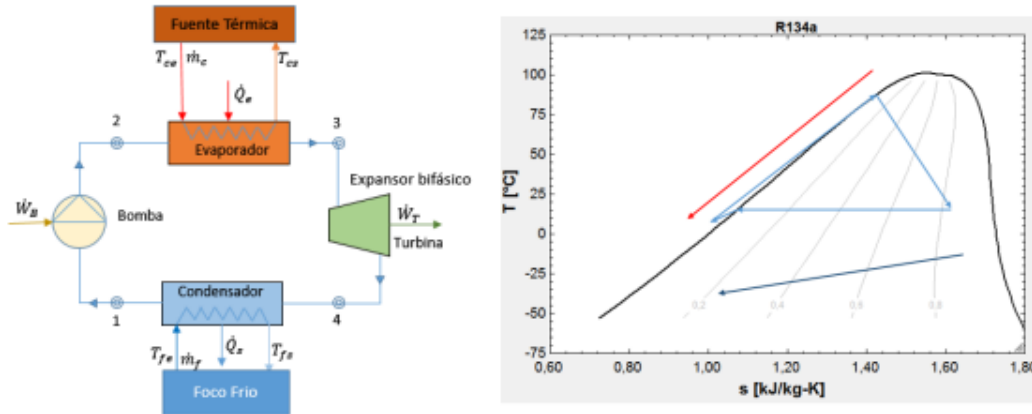 Fuente Térmica
T_ce ṁ_c T_cs
Q̇_e
2
3
Evaporador
Expansor bifásico
Ẇ_B
Bomba
Ẇ_T
Turbina
Condensador
1
4
T_fe ṁ_f Q̇_s T_fs
Foco Frio
R134a
125
100
75
50
25
0
-25
-50
-75
T [ºC]
0,2 0,4 0,6 0,8
0,60 0,80 1,00 1,20 1,40 1,60 1,80
s [kJ/kg-K]